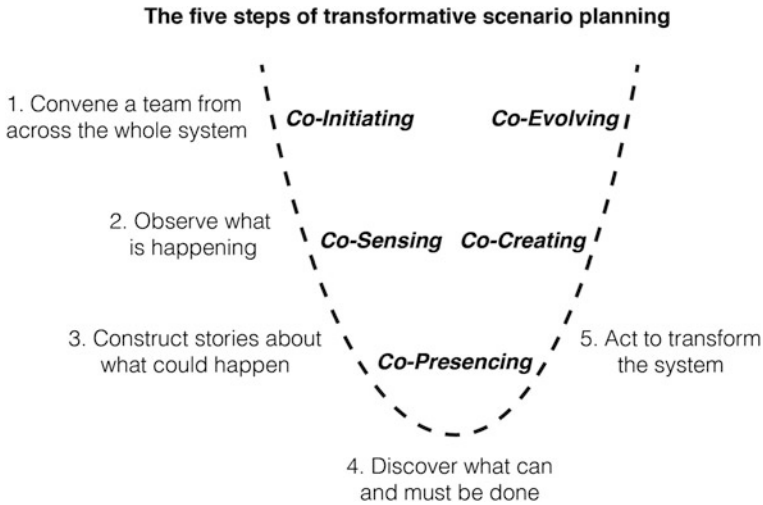 The five steps of transformative scenario planning
1. Convene a team from
across the whole system
Co-Initiating
Co-Evolving
2. Observe what
is happening
Co-Sensing
Co-Creating
3. Construct stories about
what could happen
Co-Presencing
5. Act to transform
the system
4. Discover what can
and must be done